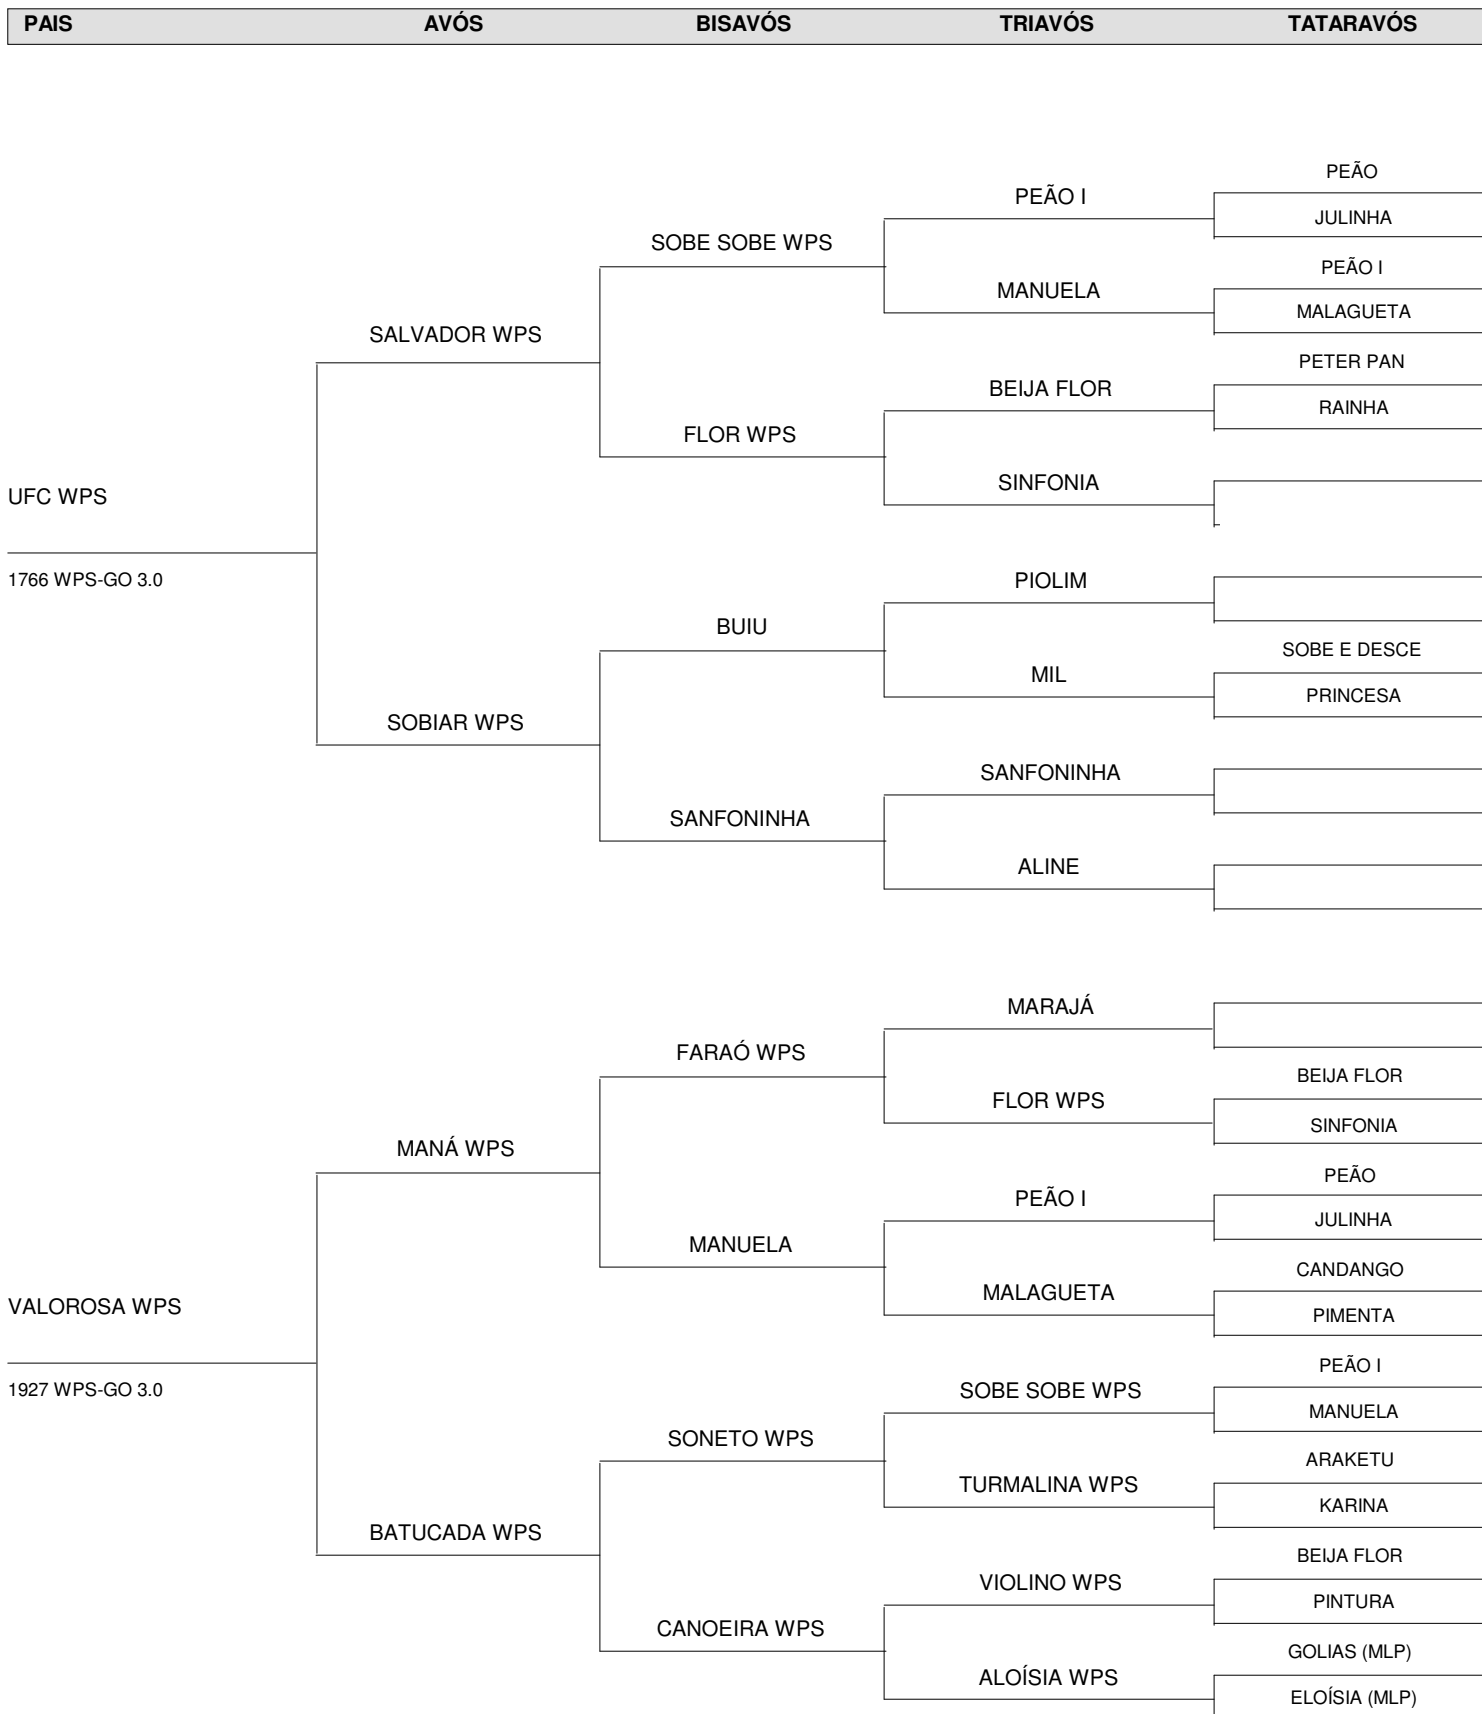 PAIS AVÓS BISAVÓS TRIAVÓS TATARAVÓS
PEÃO
PEÃO I
JULINHA
SOBE SOBE WPS
PEÃO I
MANUELA
MALAGUETA
SALVADOR WPS
PETER PAN
BEIJA FLOR
RAINHA
FLOR WPS
SINFONIA
UFC WPS
1766 WPS-GO 3.0
PIOLIM
BUIU
SOBE E DESCE
MIL
PRINCESA
SOBIAR WPS
SANFONINHA
SANFONINHA
ALINE
MARAJÁ
FARAÓ WPS
BEIJA FLOR
FLOR WPS
SINFONIA
MANÁ WPS
PEÃO
PEÃO I
JULINHA
MANUELA
CANDANGO
MALAGUETA
PIMENTA
VALOROSA WPS
PEÃO I
1927 WPS-GO 3.0
SOBE SOBE WPS
MANUELA
SONETO WPS
ARAKETU
TURMALINA WPS
KARINA
BATUCADA WPS
BEIJA FLOR
VIOLINO WPS
PINTURA
CANOEIRA WPS
GOLIAS (MLP)
ALOÍSIA WPS
ELOÍSIA (MLP)